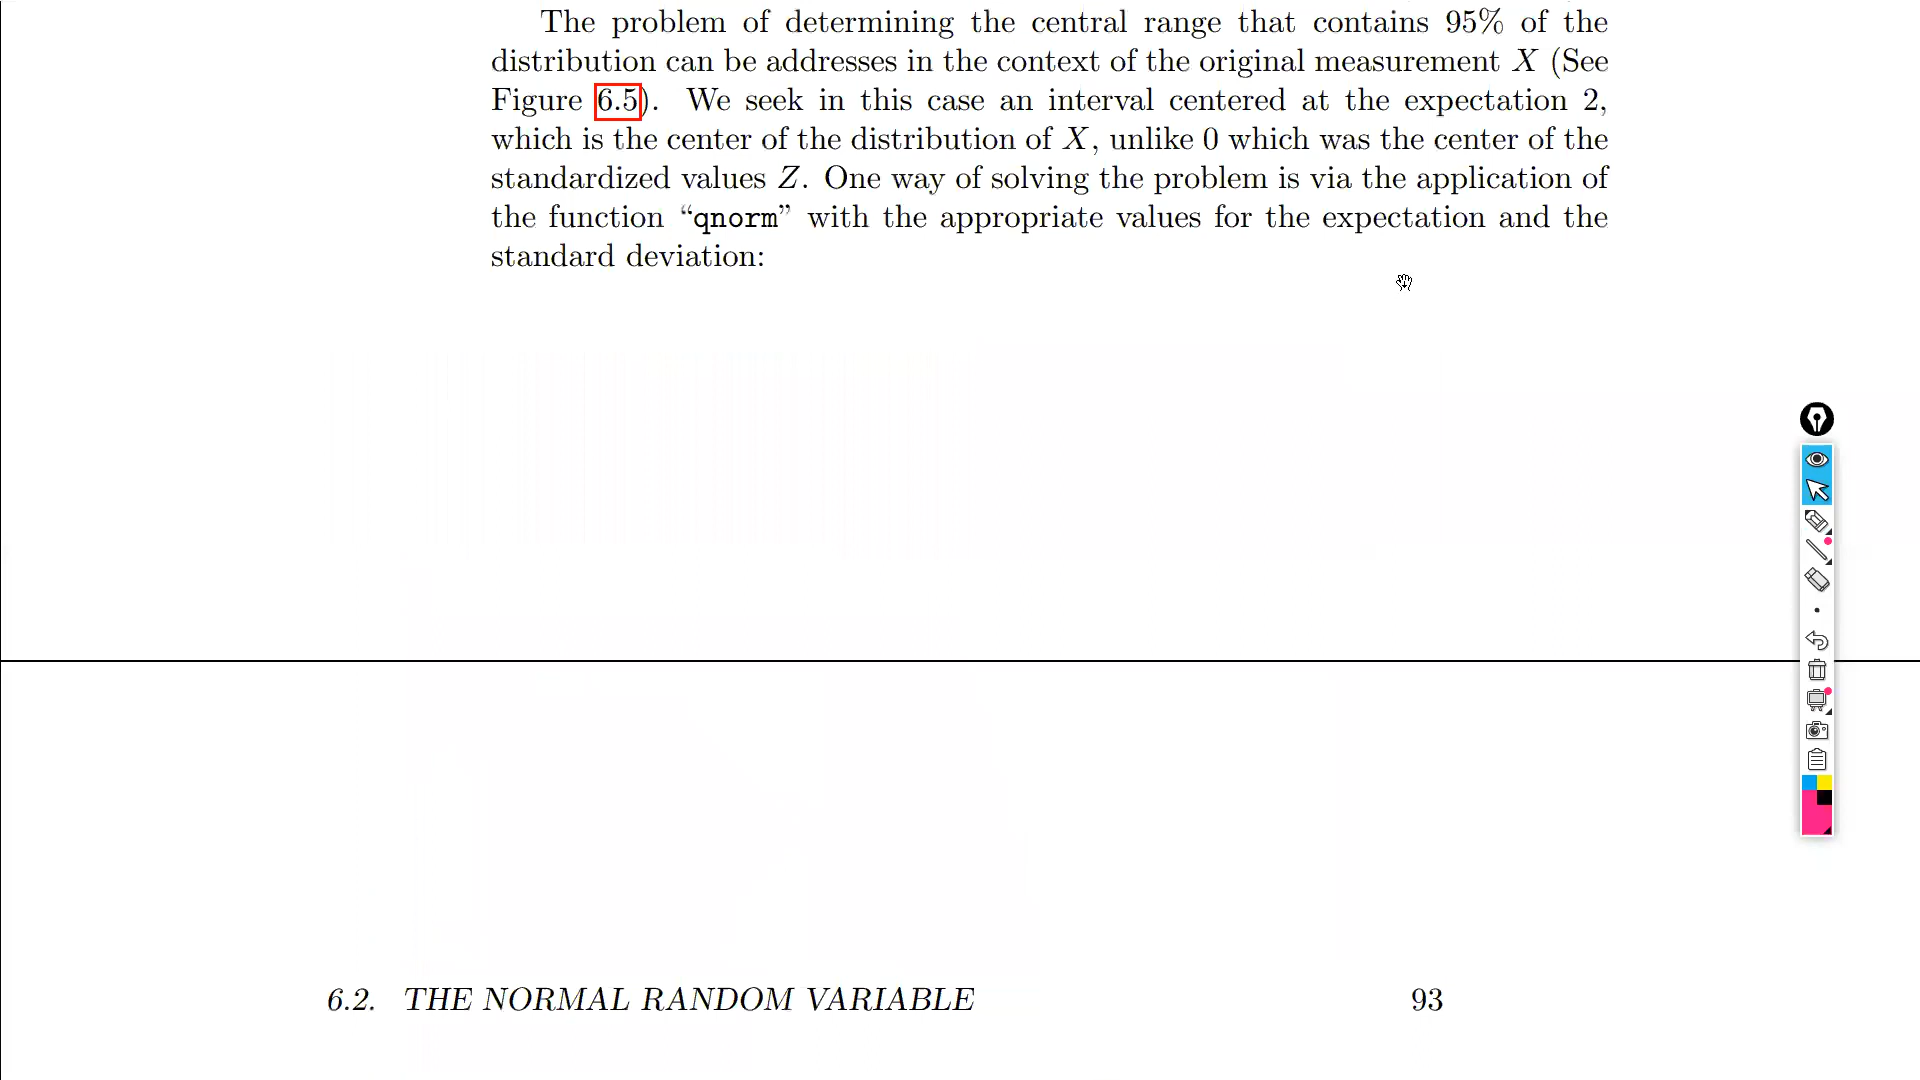 The problem of determining the central range that contains 95% of the
distribution can be addresses in the context of the original measurement X (See
Figure 6.5). We seek in this case an interval centered at the expectation 2,
which is the center of the distribution of X, unlike 0 which was the center of the
standardized values Z. One way of solving the problem is via the application of
the function “qnorm” with the appropriate values for the expectation and the
standard deviation:
6.2. THE NORMAL RANDOM VARIABLE 93